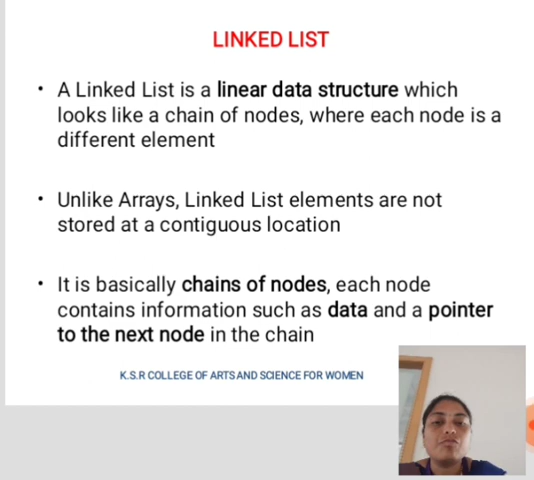 LINKED LIST
• A Linked List is a linear data structure which
looks like a chain of nodes, where each node is a
different element
• Unlike Arrays, Linked List elements are not
stored at a contiguous location
• It is basically chains of nodes, each node
contains information such as data and a pointer
to the next node in the chain
K.S.R COLLEGE OF ARTS AND SCIENCE FOR WOMEN